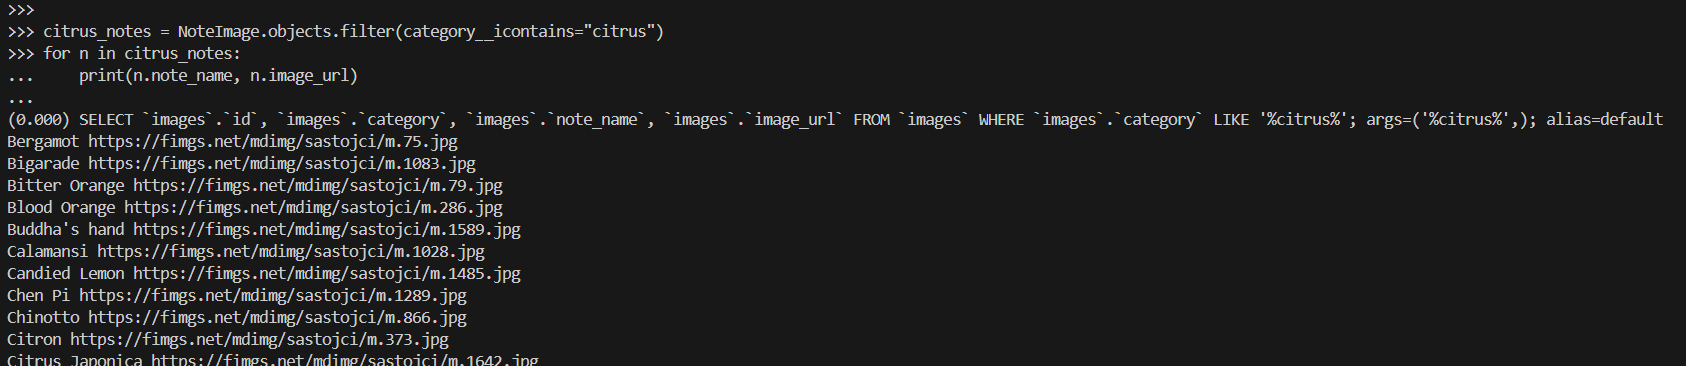 >>>
>>> citrus_notes = NoteImage.objects.filter(category__icontains="citrus")
>>> for n in citrus_notes:
...     print(n.note_name, n.image_url)
...
(0.000) SELECT `images`.`id`, `images`.`category`, `images`.`note_name`, `images`.`image_url` FROM `images` WHERE `images`.`category` LIKE '%citrus%'; args=('%citrus%',); alias=default
Bergamot https://fimgs.net/mdimg/sastojci/m.75.jpg
Bigarade https://fimgs.net/mdimg/sastojci/m.1083.jpg
Bitter Orange https://fimgs.net/mdimg/sastojci/m.79.jpg
Blood Orange https://fimgs.net/mdimg/sastojci/m.286.jpg
Buddha's hand https://fimgs.net/mdimg/sastojci/m.1589.jpg
Calamansi https://fimgs.net/mdimg/sastojci/m.1028.jpg
Candied Lemon https://fimgs.net/mdimg/sastojci/m.1485.jpg
Chen Pi https://fimgs.net/mdimg/sastojci/m.1289.jpg
Chinotto https://fimgs.net/mdimg/sastojci/m.866.jpg
Citron https://fimgs.net/mdimg/sastojci/m.373.jpg
Citrus Japonica https://fimgs.net/mdimg/sastojci/m.1642.jpg